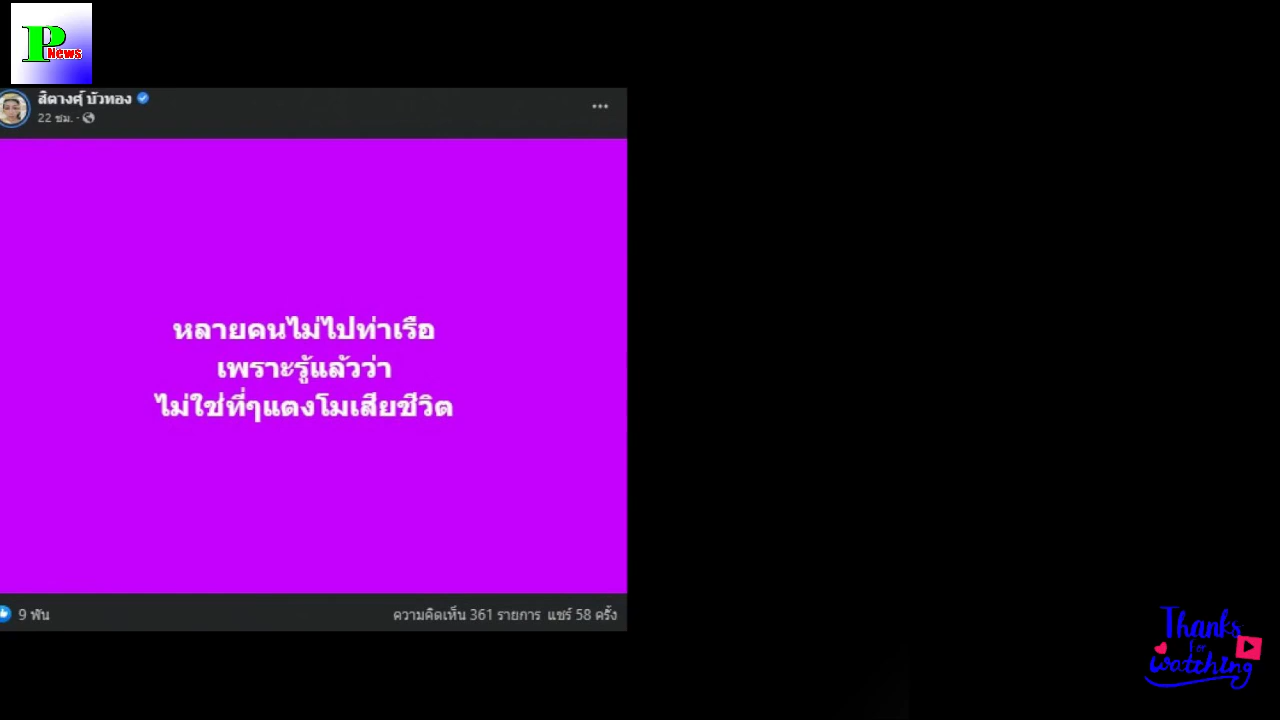 P
News
สิตางศุ์ บัวทอง
22 ชม. ·
หลายคนไม่ไปท่าเรือ
เพราะรู้แล้วว่า
ไม่ใช่ที่ๆแตงโมเสียชีวิต
9 พัน
ความคิดเห็น 361 รายการ แชร์ 58 ครั้ง
Thanks
for
watching